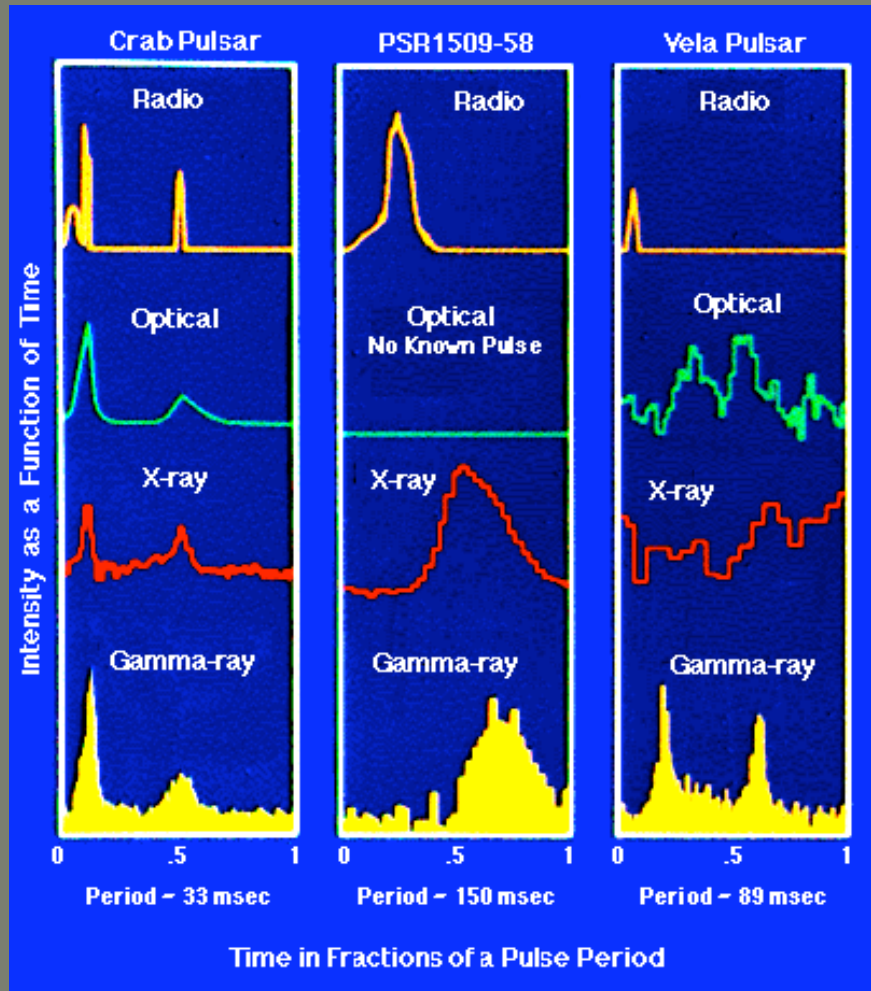 Crab Pulsar
PSR1509-58
Vela Pulsar
Intensity as a Function of Time
Radio
Optical
X-ray
Gamma-ray
0 .5 1
Period ~ 33 msec
Radio
Optical
No Known Pulse
X-ray
Gamma-ray
0 .5 1
Period ~ 150 msec
Radio
Optical
X-ray
Gamma-ray
0 .5 1
Period ~ 89 msec
Time in Fractions of a Pulse Period